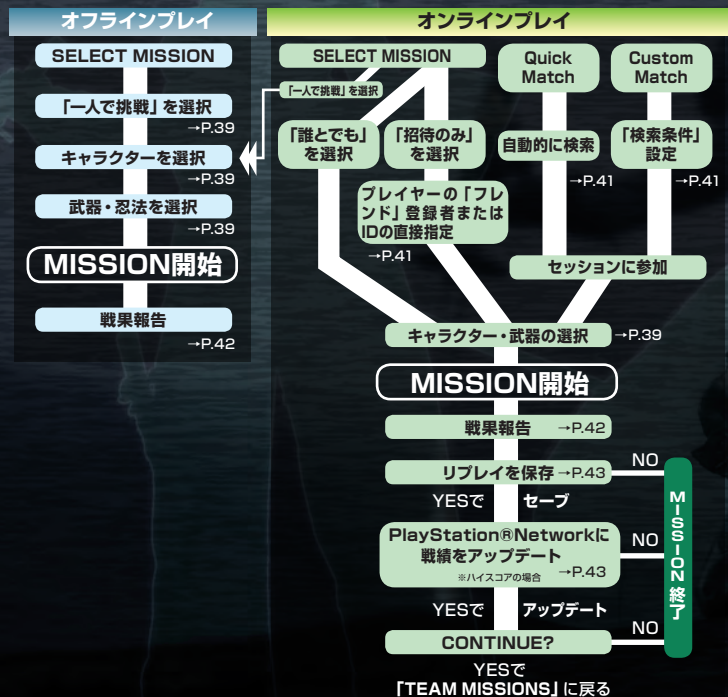 オフラインプレイ
SELECT MISSION
「一人で挑戦」を選択
→P.39
キャラクターを選択
→P.39
武器・忍法を選択
→P.39
MISSION開始
戦果報告
→P.42
オンラインプレイ
SELECT MISSION
「一人で挑戦」を選択
「誰とでも」
を選択
「招待のみ」
を選択
プレイヤーの「フレ
ンド」登録者または
IDの直接指定
→P.41
Quick
Match
自動的に検索
→P.41
Custom
Match
「検索条件」
設定
→P.41
セッションに参加
キャラクター・武器の選択 →P.39
MISSION開始
戦果報告 →P.42
リプレイを保存 →P.43
NO
YESで セーブ
PlayStation®Networkに
戦績をアップデート
※ハイスコアの場合 →P.43
NO
YESで アップデート
CONTINUE?
NO
MISSION終了
YESで
「TEAM MISSIONS」に戻る